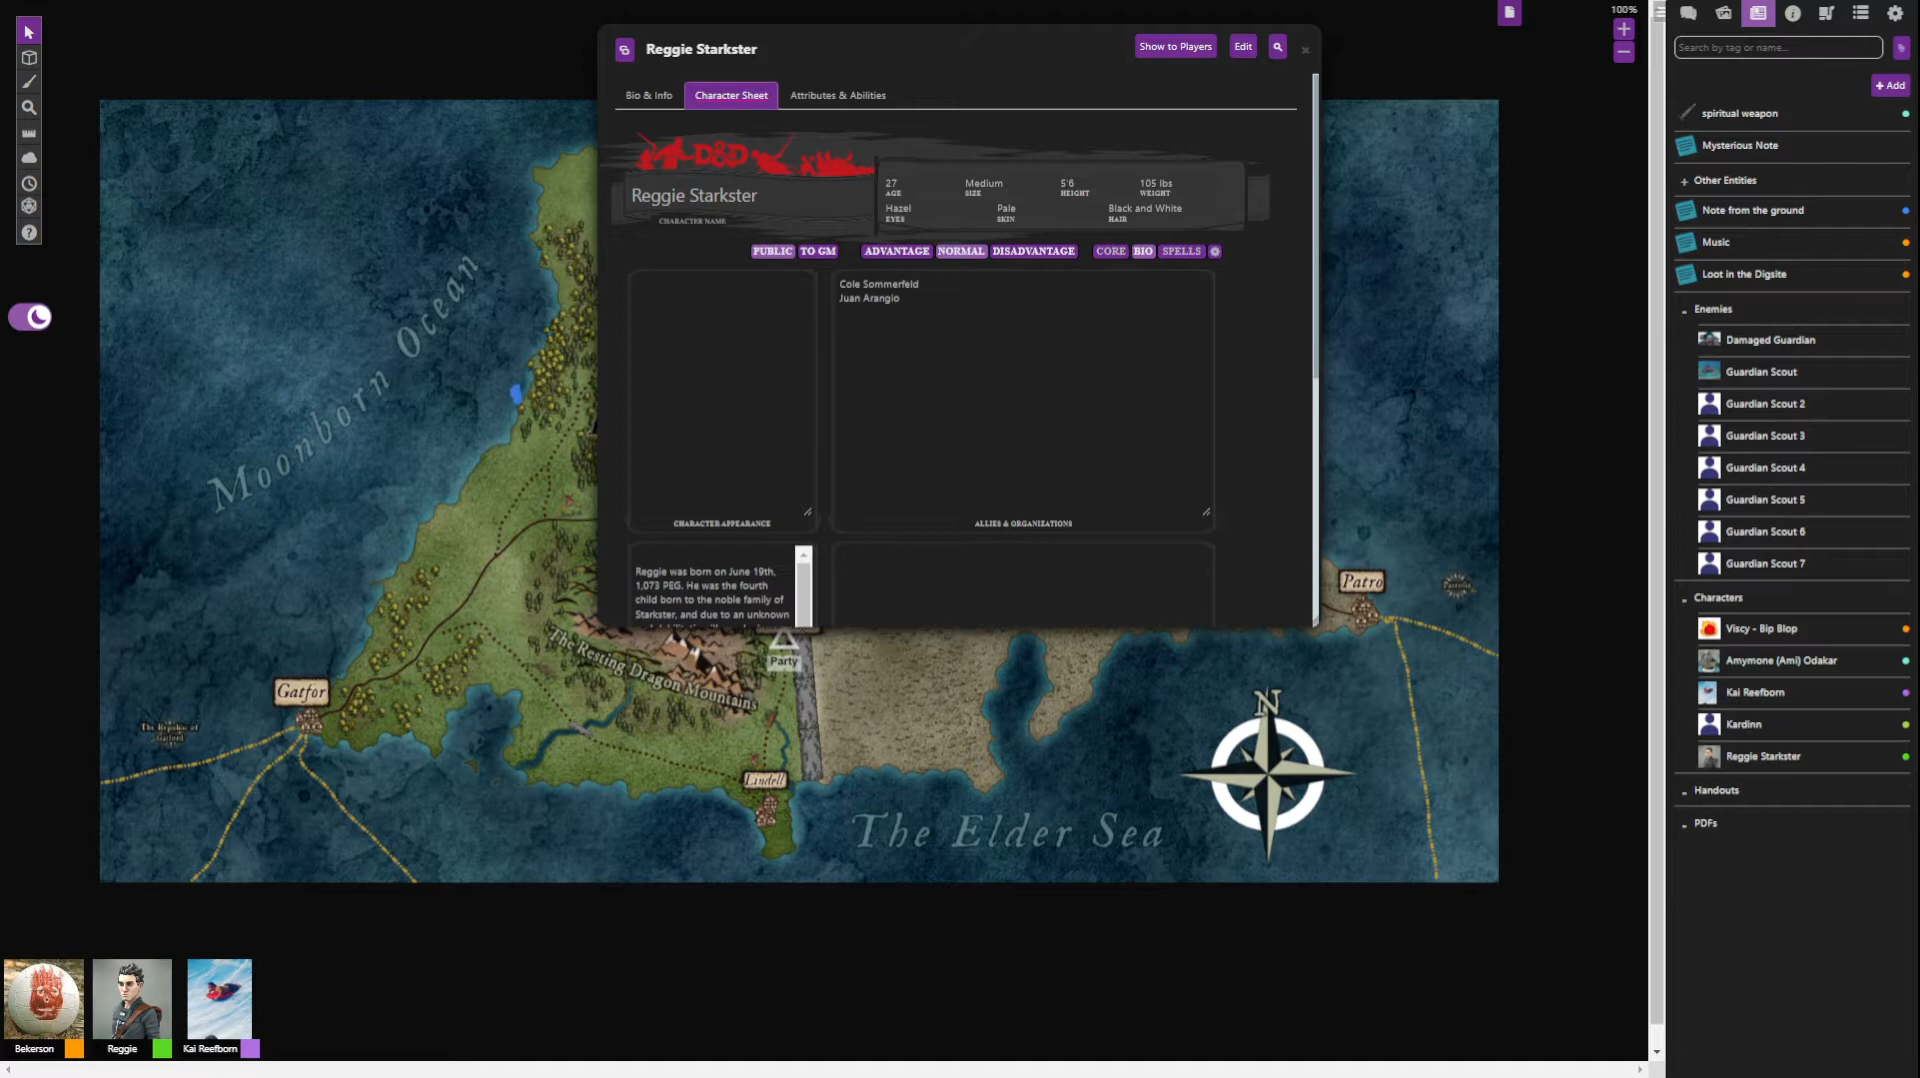 100%
Reggie Starkster
Show to Players
Edit
Search by tag or name...
Bio & Info
Character Sheet
Attributes & Abilities
+ Add
spiritual weapon
Mysterious Note
Other Entities
Note from the ground
Music
Loot in the Digsite
Enemies
Damaged Guardian
Guardian Scout
Guardian Scout 2
Guardian Scout 3
Guardian Scout 4
Guardian Scout 5
Guardian Scout 6
Guardian Scout 7
Characters
Viscy - Bip Blop
Amymone (Ami) Odakar
Kai Reefborn
Kardinn
Reggie Starkster
Handouts
PDFs
D&D
Reggie Starkster
CHARACTER NAME
27
AGE
Medium
SIZE
5'6
HEIGHT
105 lbs
WEIGHT
Hazel
EYES
Pale
SKIN
Black and White
HAIR
PUBLIC TO GM
ADVANTAGE NORMAL DISADVANTAGE
CORE BIO SPELLS
Cole Sommerfeld
Juan Arangio
CHARACTER APPEARANCE
ALLIES & ORGANIZATIONS
Reggie was born on June 19th,
1,073 PEG. He was the fourth
child born to the noble family of
Starkster, and due to an unknown
Moonborn Ocean
Patro
Party
The Resting Dragon Mountains
Gatfor
The Republic of
Gatford
Lindell
N
The Elder Sea
Bekerson
Reggie
Kai Reefborn